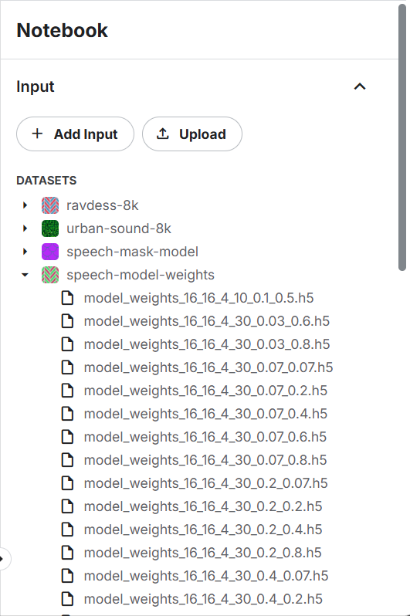 Notebook
Input
+ Add Input Upload
DATASETS
ravdess-8k
urban-sound-8k
speech-mask-model
speech-model-weights
model_weights_16_16_4_10_0.1_0.5.h5
model_weights_16_16_4_30_0.03_0.6.h5
model_weights_16_16_4_30_0.03_0.8.h5
model_weights_16_16_4_30_0.07_0.07.h5
model_weights_16_16_4_30_0.07_0.2.h5
model_weights_16_16_4_30_0.07_0.4.h5
model_weights_16_16_4_30_0.07_0.6.h5
model_weights_16_16_4_30_0.07_0.8.h5
model_weights_16_16_4_30_0.2_0.07.h5
model_weights_16_16_4_30_0.2_0.2.h5
model_weights_16_16_4_30_0.2_0.4.h5
model_weights_16_16_4_30_0.2_0.8.h5
model_weights_16_16_4_30_0.4_0.07.h5
model_weights_16_16_4_30_0.4_0.2.h5